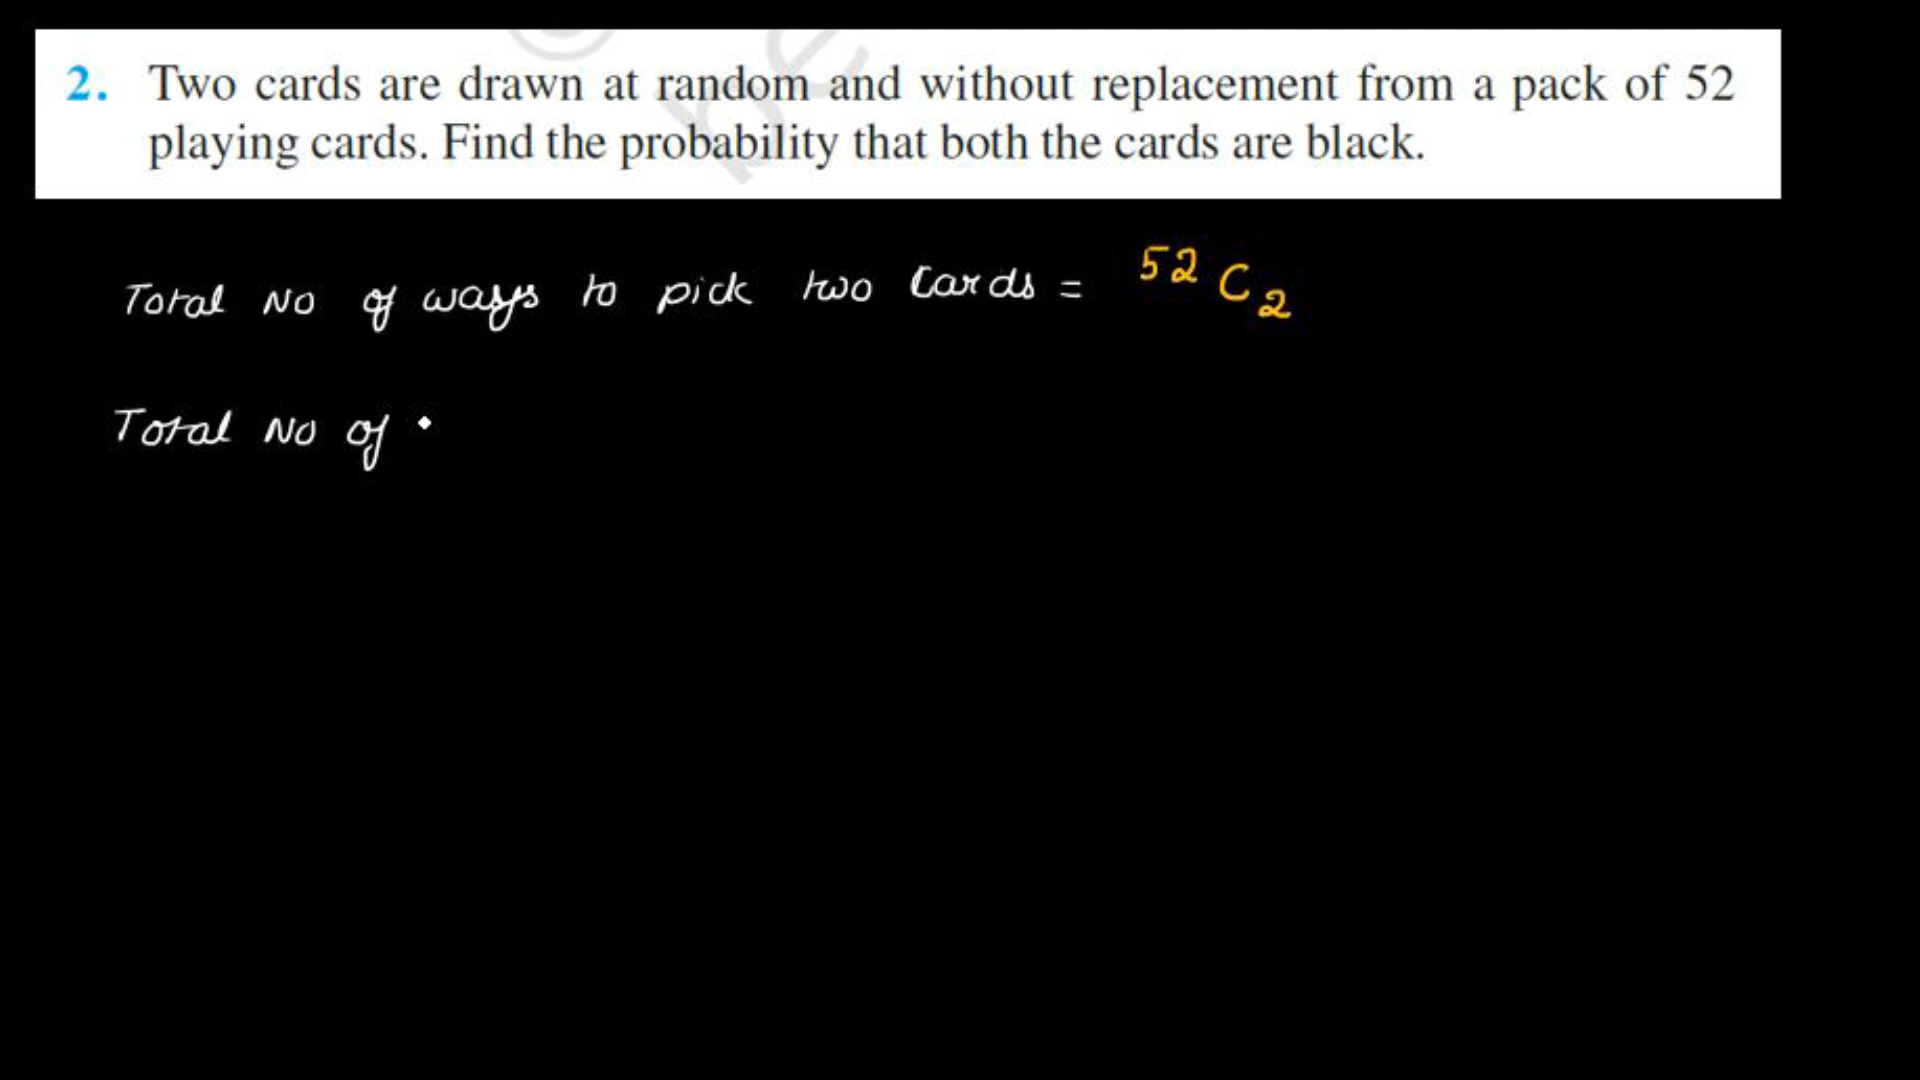 2. Two cards are drawn at random and without replacement from a pack of 52
playing cards. Find the probability that both the cards are black.
Total No of ways to pick two Cards = ⁵²C₂
Total No of